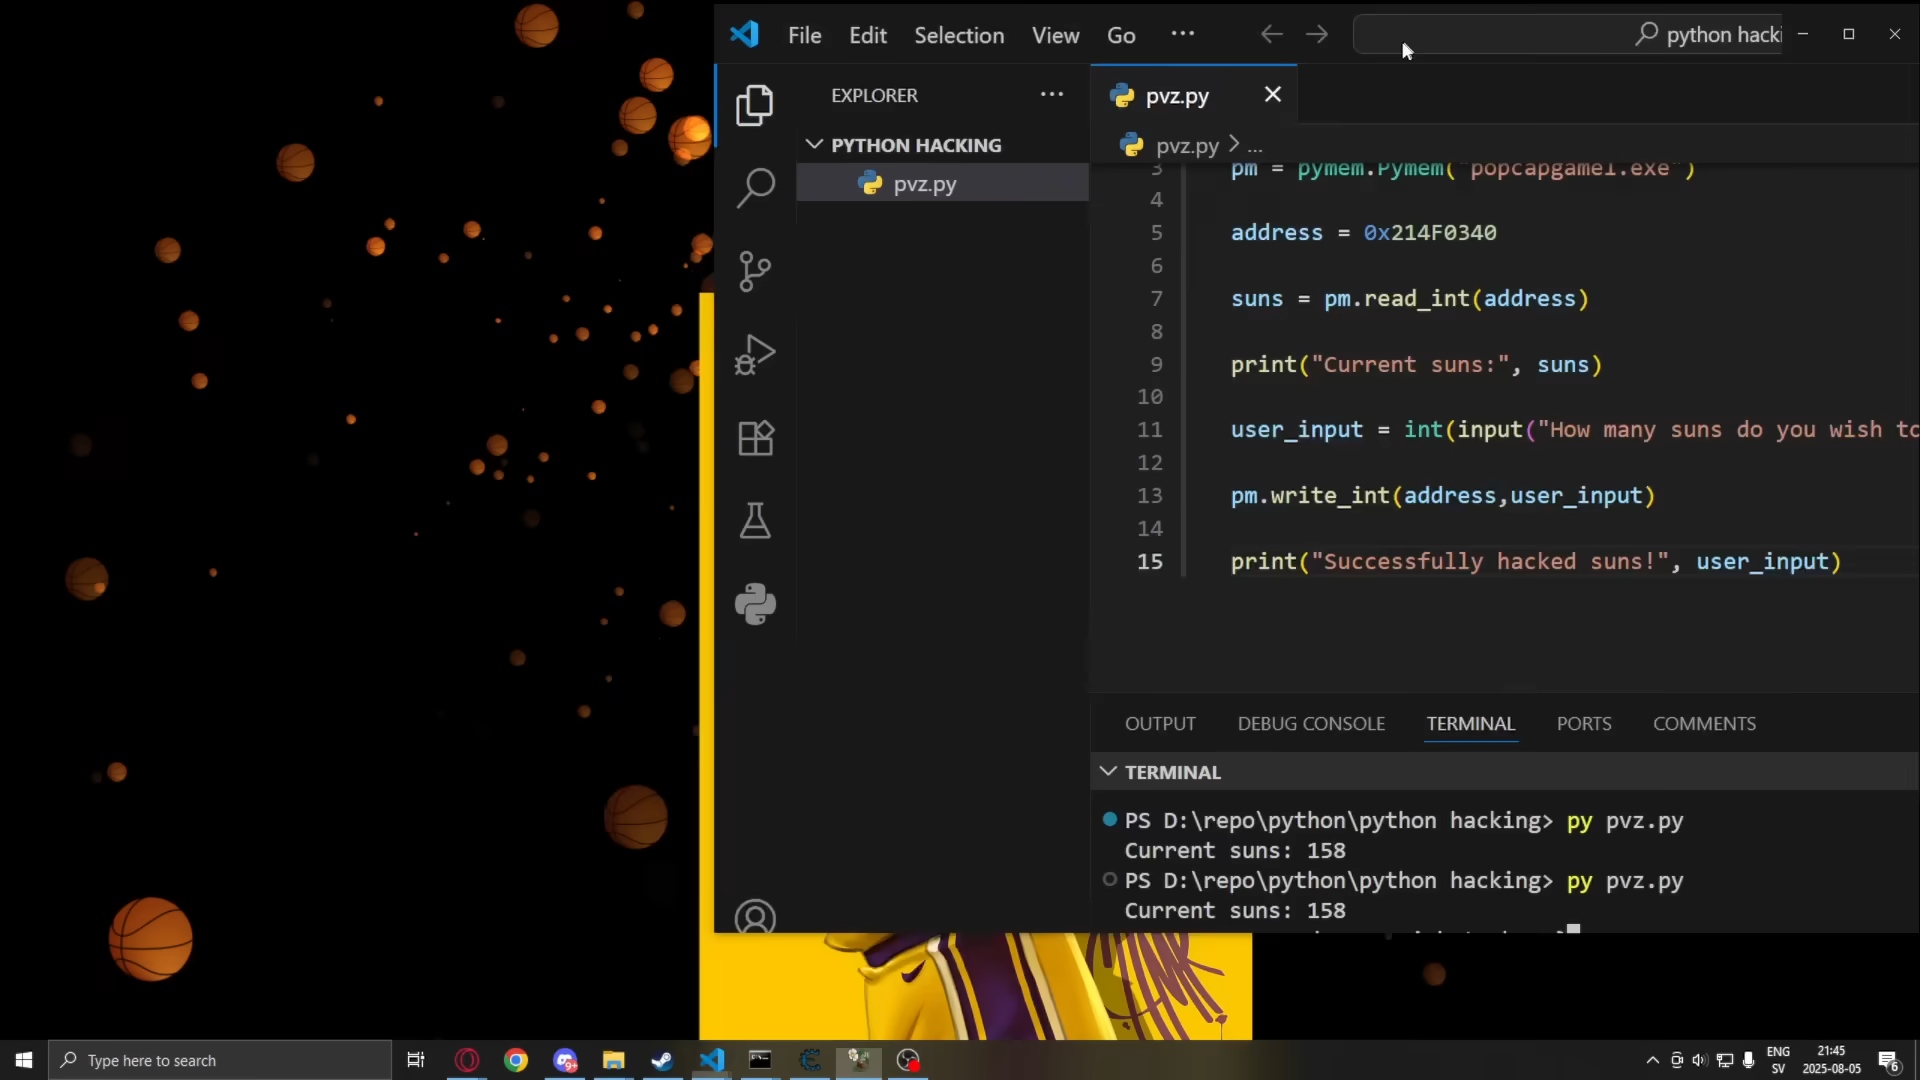 File Edit Selection View Go ...
python hacki
EXPLORER ...
pvz.py
PYTHON HACKING
pvz.py > ...
pvz.py
3 pm = pymem.Pymem("popcapgame1.exe")
4
5 address = 0x214F0340
6
7 suns = pm.read_int(address)
8
9 print("Current suns:", suns)
10
11 user_input = int(input("How many suns do you wish to
12
13 pm.write_int(address,user_input)
14
15 print("Successfully hacked suns!", user_input)
OUTPUT DEBUG CONSOLE TERMINAL PORTS COMMENTS
TERMINAL
PS D:\repo\python\python hacking> py pvz.py
Current suns: 158
PS D:\repo\python\python hacking> py pvz.py
Current suns: 158
Type here to search
9+
ENG
SV
21:45
2025-08-05
6